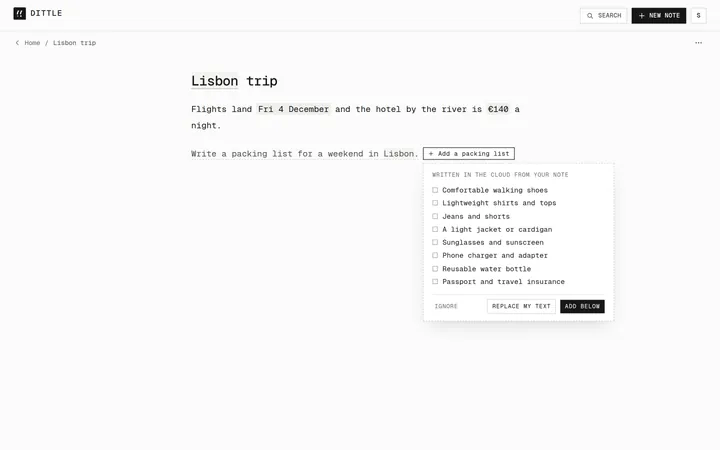 DITTLE
SEARCH
+ NEW NOTE
S
Home / Lisbon trip
Lisbon trip
Flights land Fri 4 December and the hotel by the river is €140 a
night.
Write a packing list for a weekend in Lisbon. + Add a packing list
WRITTEN IN THE CLOUD FROM YOUR NOTE
Comfortable walking shoes
Lightweight shirts and tops
Jeans and shorts
A light jacket or cardigan
Sunglasses and sunscreen
Phone charger and adapter
Reusable water bottle
Passport and travel insurance
IGNORE
REPLACE MY TEXT
ADD BELOW